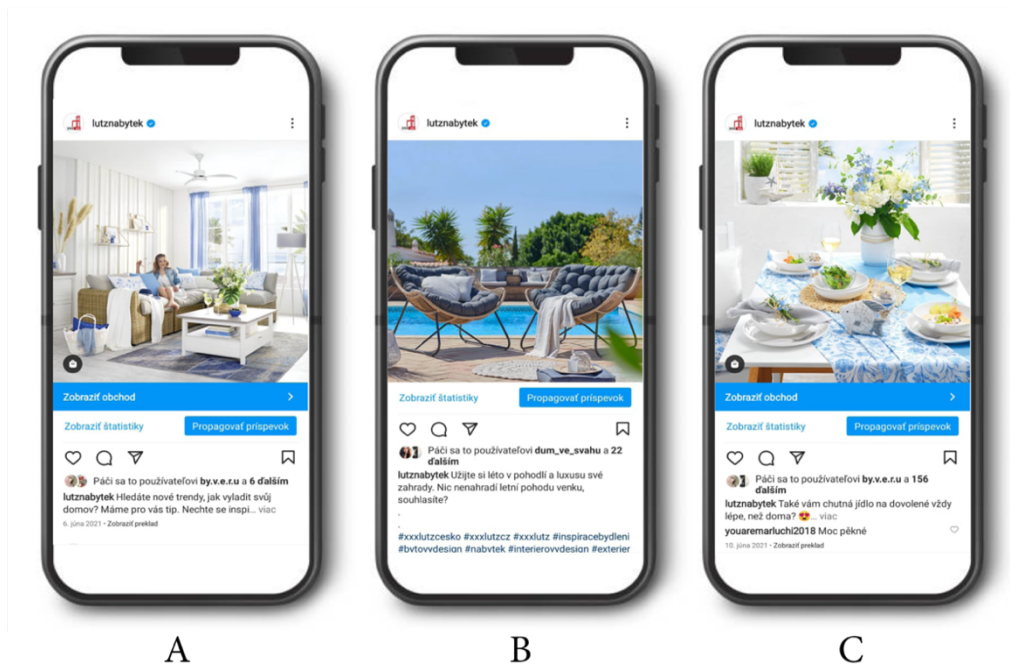 lutznabytek
Zobraziť obchod
Zobraziť štatistiky
Propagovať príspevok
Páči sa to používateľovi by.v.e.r.u a 6 ďalším
lutznabytek Hledáte nové trendy, jak vyladit svůj
domov? Máme pro vás tip. Nechte se inspi... viac
6. júna 2021 • Zobraziť preklad
A
lutznabytek
Zobraziť štatistiky
Propagovať príspevok
Páči sa to používateľovi dum_ve_svahu a 22
ďalším
lutznabytek Užijte si léto v pohodlí a luxusu své
zahrady. Nic nenahradí letní pohodu venku,
souhlasíte?
.
.
#xxxlutzcesko #xxxlutzcz #xxxlutz #inspiracebydleni
#bytovydesign #nabytek #interierovydesign #exterier
B
lutznabytek
Zobraziť obchod
Zobraziť štatistiky
Propagovať príspevok
Páči sa to používateľovi by.v.e.r.u a 156
ďalším
lutznabytek Také vám chutná jídlo na dovolené vždy
lépe, než doma? 😍... viac
youaremarluchi2018 Moc pěkné
10. júna 2021 • Zobraziť preklad
C